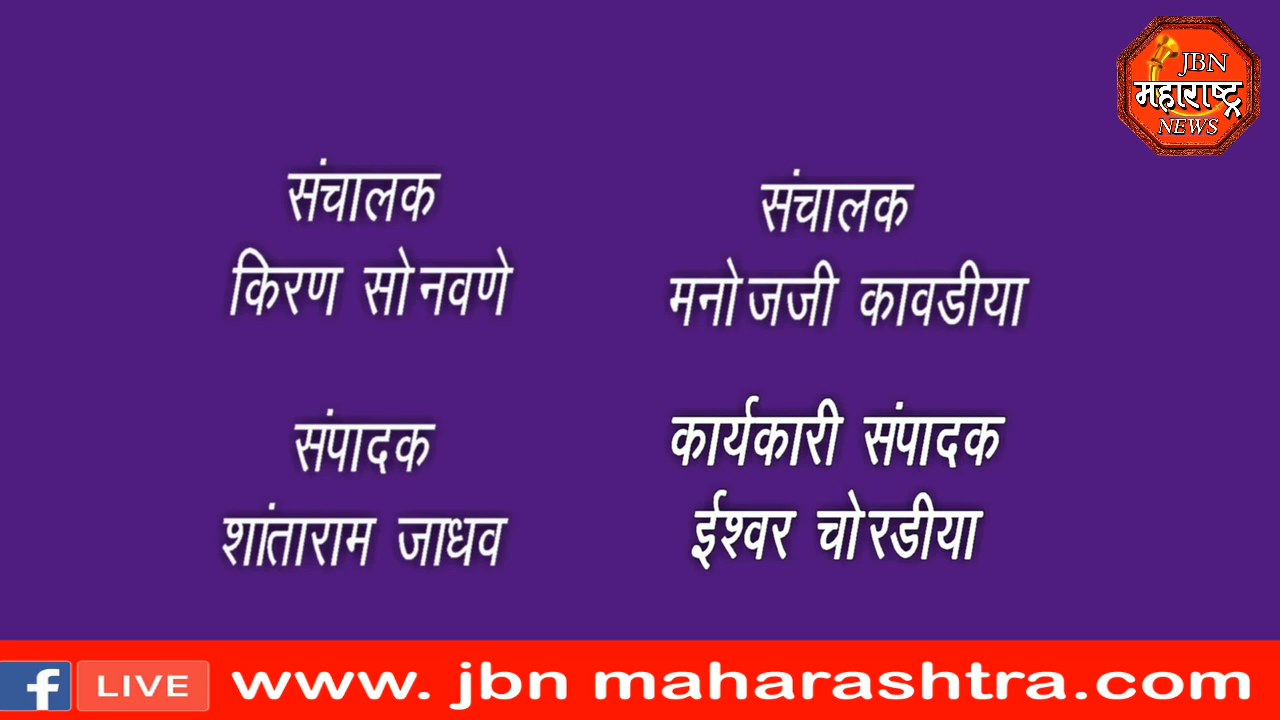 JBN
महाराष्ट्र
NEWS
संचालक
किरण सोनवणे
संचालक
मनोजजी कावडीया
संपादक
शांताराम जाधव
कार्यकारी संपादक
ईश्वर चोरडीया
f LIVE www. jbn maharashtra.com